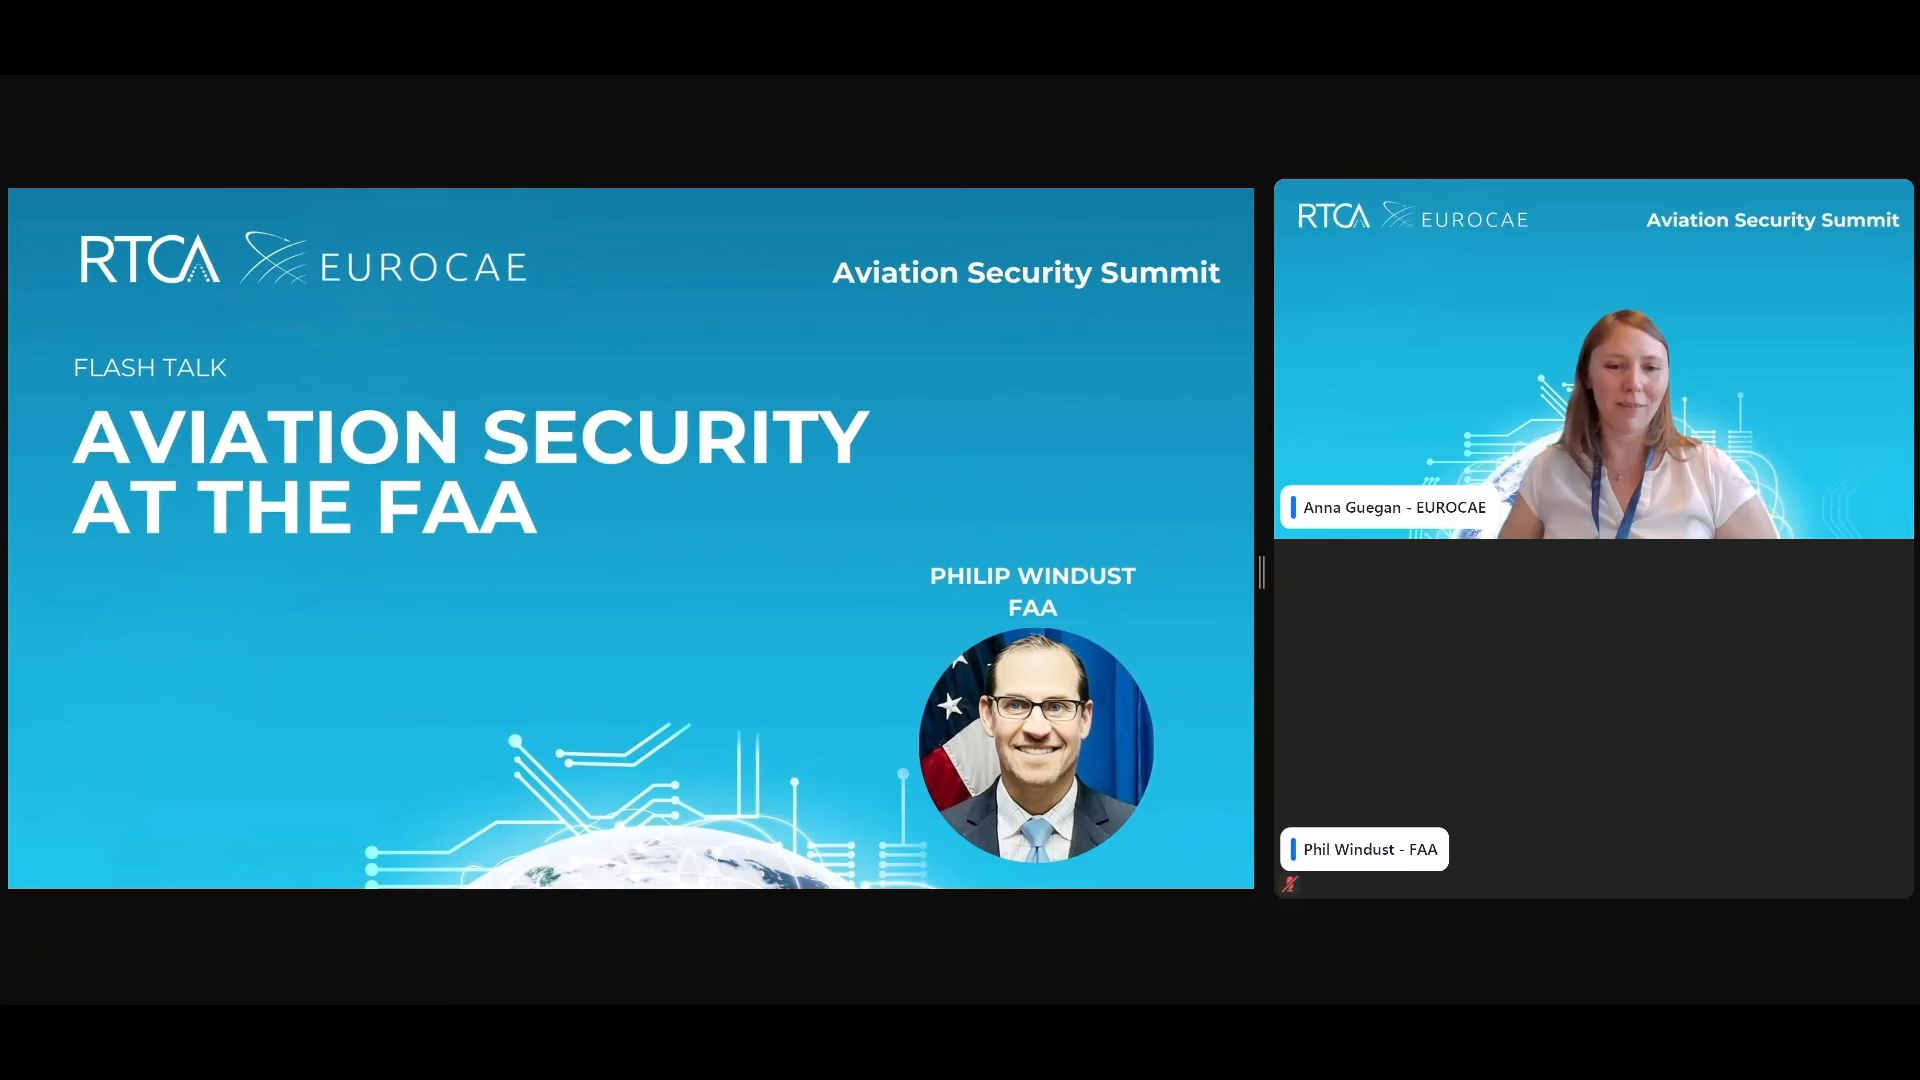 RTCA EUROCAE
Aviation Security Summit
FLASH TALK
AVIATION SECURITY
AT THE FAA
PHILIP WINDUST
FAA
RTCA EUROCAE
Aviation Security Summit
Anna Guegan - EUROCAE
Phil Windust - FAA